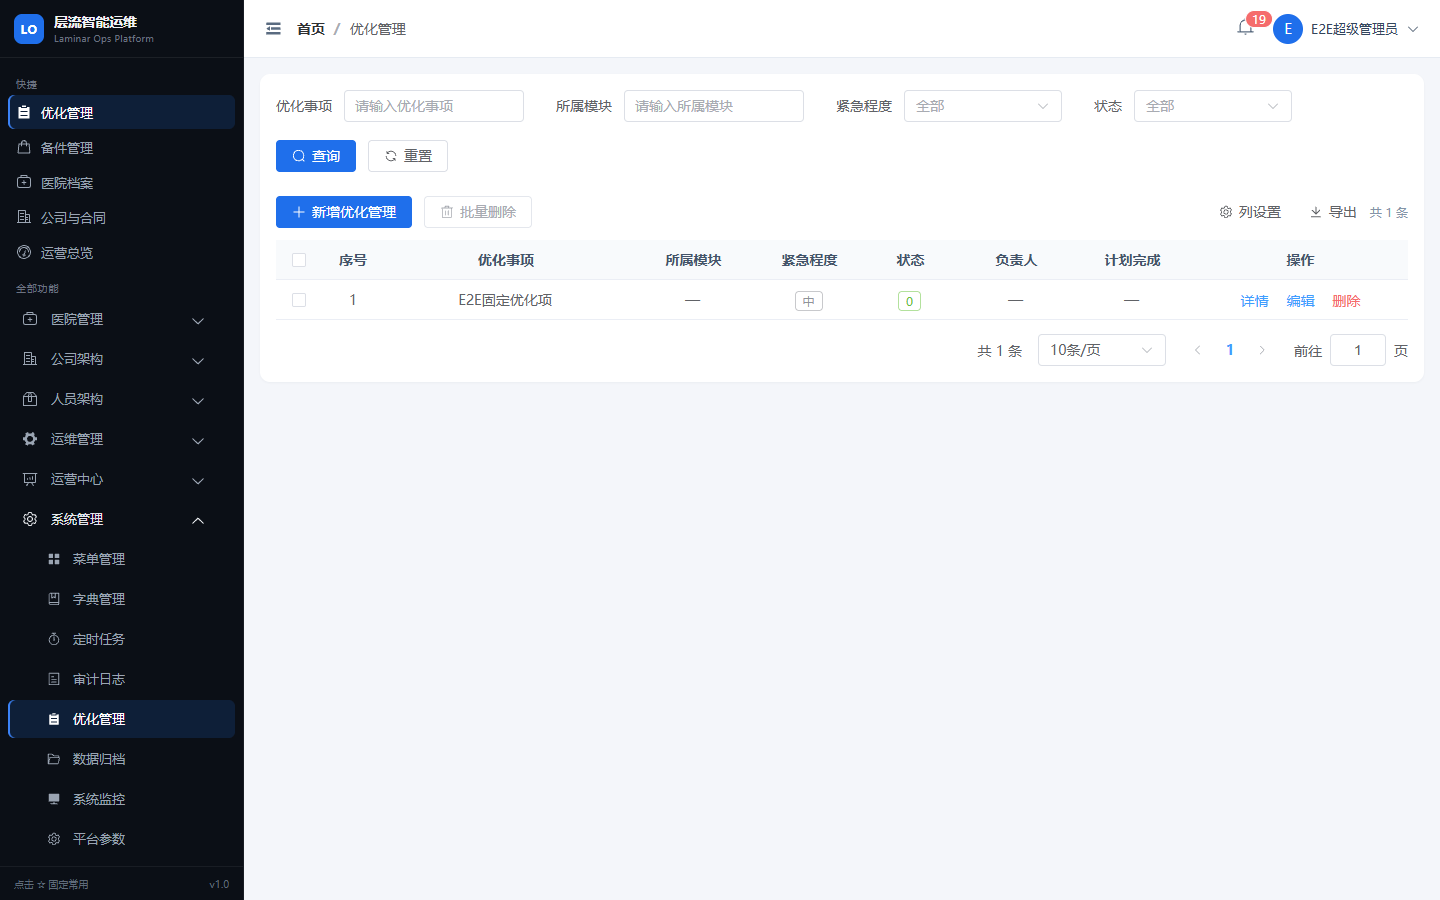 LO
层流智能运维
Laminar Ops Platform
快捷
优化管理
备件管理
医院档案
公司与合同
运营总览
全部功能
医院管理
公司架构
人员架构
运维管理
运营中心
系统管理
菜单管理
字典管理
定时任务
审计日志
优化管理
数据归档
系统监控
平台参数
点击 ☆ 固定常用 v1.0
首页 / 优化管理
19
E E2E超级管理员
优化事项 请输入优化事项 所属模块 请输入所属模块 紧急程度 全部 状态 全部
查询 重置
新增优化管理 批量删除 列设置 导出 共 1 条
序号 优化事项 所属模块 紧急程度 状态 负责人 计划完成 操作
1 E2E固定优化项 — 中 0 — — 详情 编辑 删除
共 1 条 10条/页 1 前往 1 页